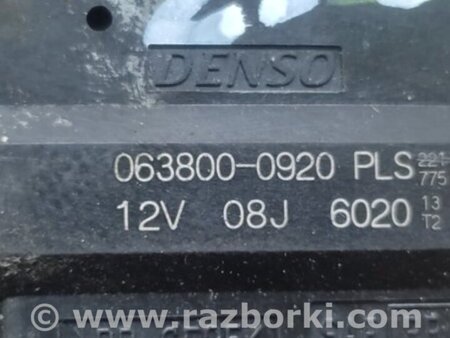 DENSO
063800-0920 PLS 221
775
12V 08J 6020 13
T2
© www.razborki.com